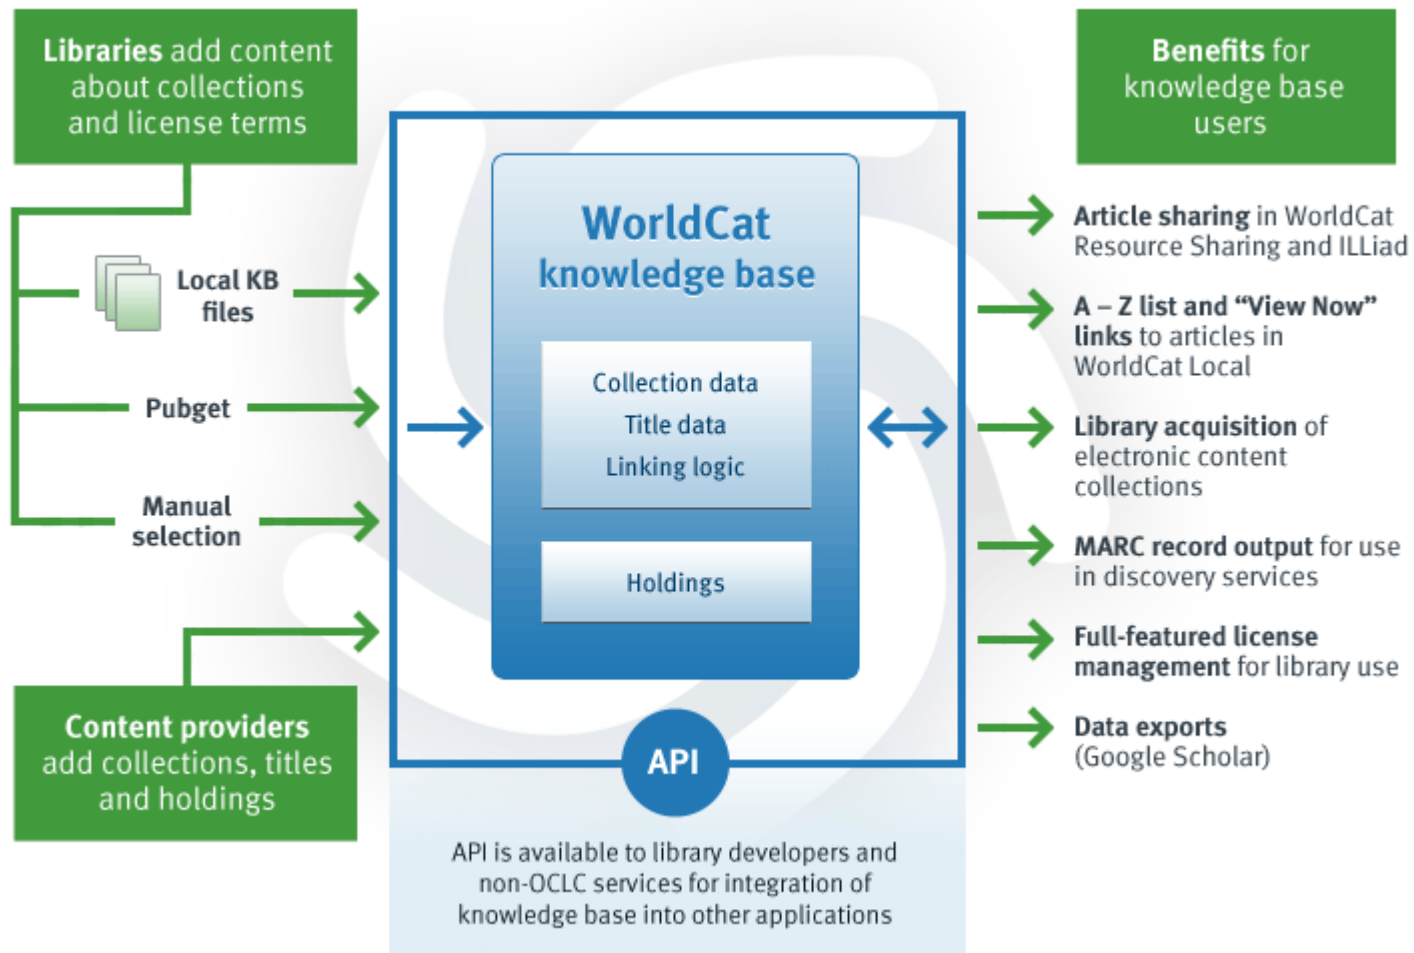 Libraries add content
about collections
and license terms
Local KB
files
Pubget
Manual
selection
Content providers
add collections, titles
and holdings
WorldCat
knowledge base
Collection data
Title data
Linking logic
Holdings
API
API is available to library developers and
non-OCLC services for integration of
knowledge base into other applications
Benefits for
knowledge base
users
Article sharing in WorldCat
Resource Sharing and ILLiad
A – Z list and “View Now”
links to articles in
WorldCat Local
Library acquisition of
electronic content
collections
MARC record output for use
in discovery services
Full-featured license
management for library use
Data exports
(Google Scholar)